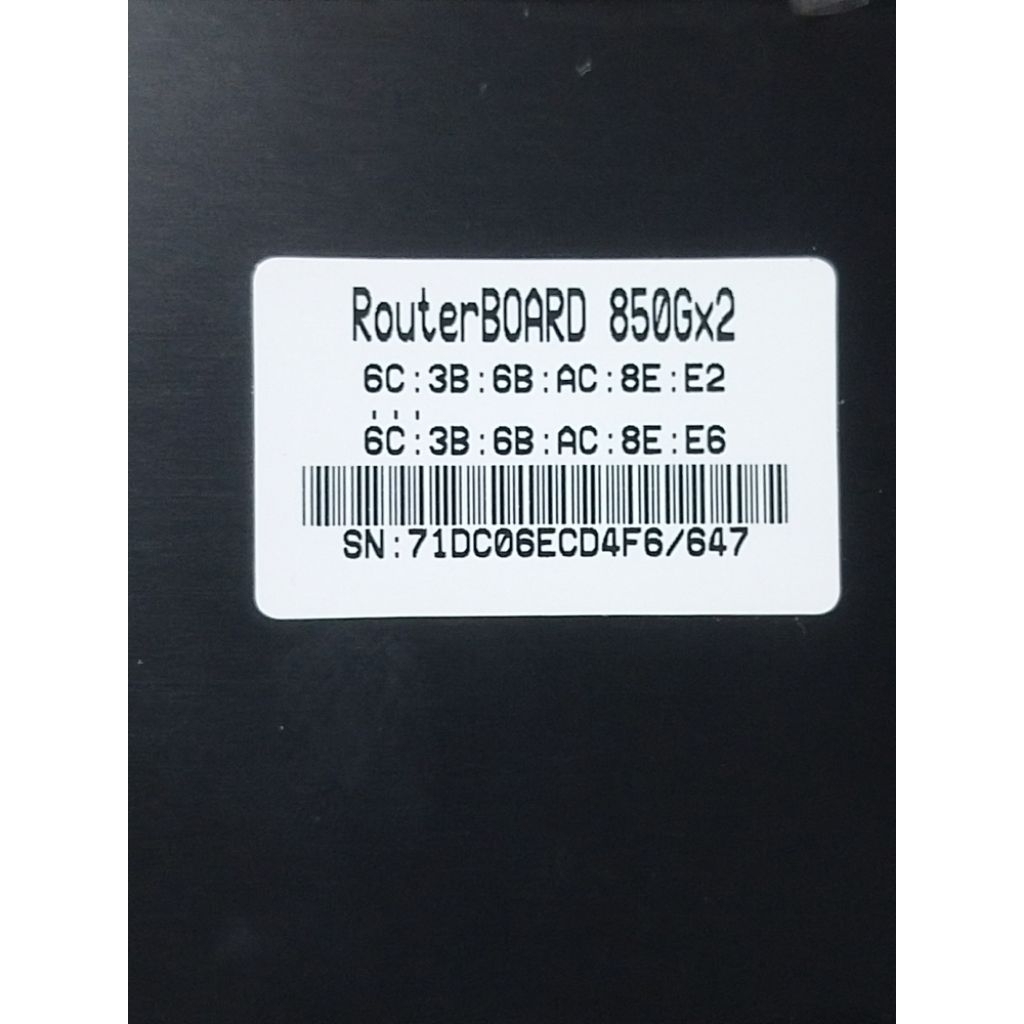 RouterBOARD 850Gx2
6C:3B:6B:AC:8E:E2
...
6C:3B:6B:AC:8E:E6
SN:71DC06ECD4F6/647